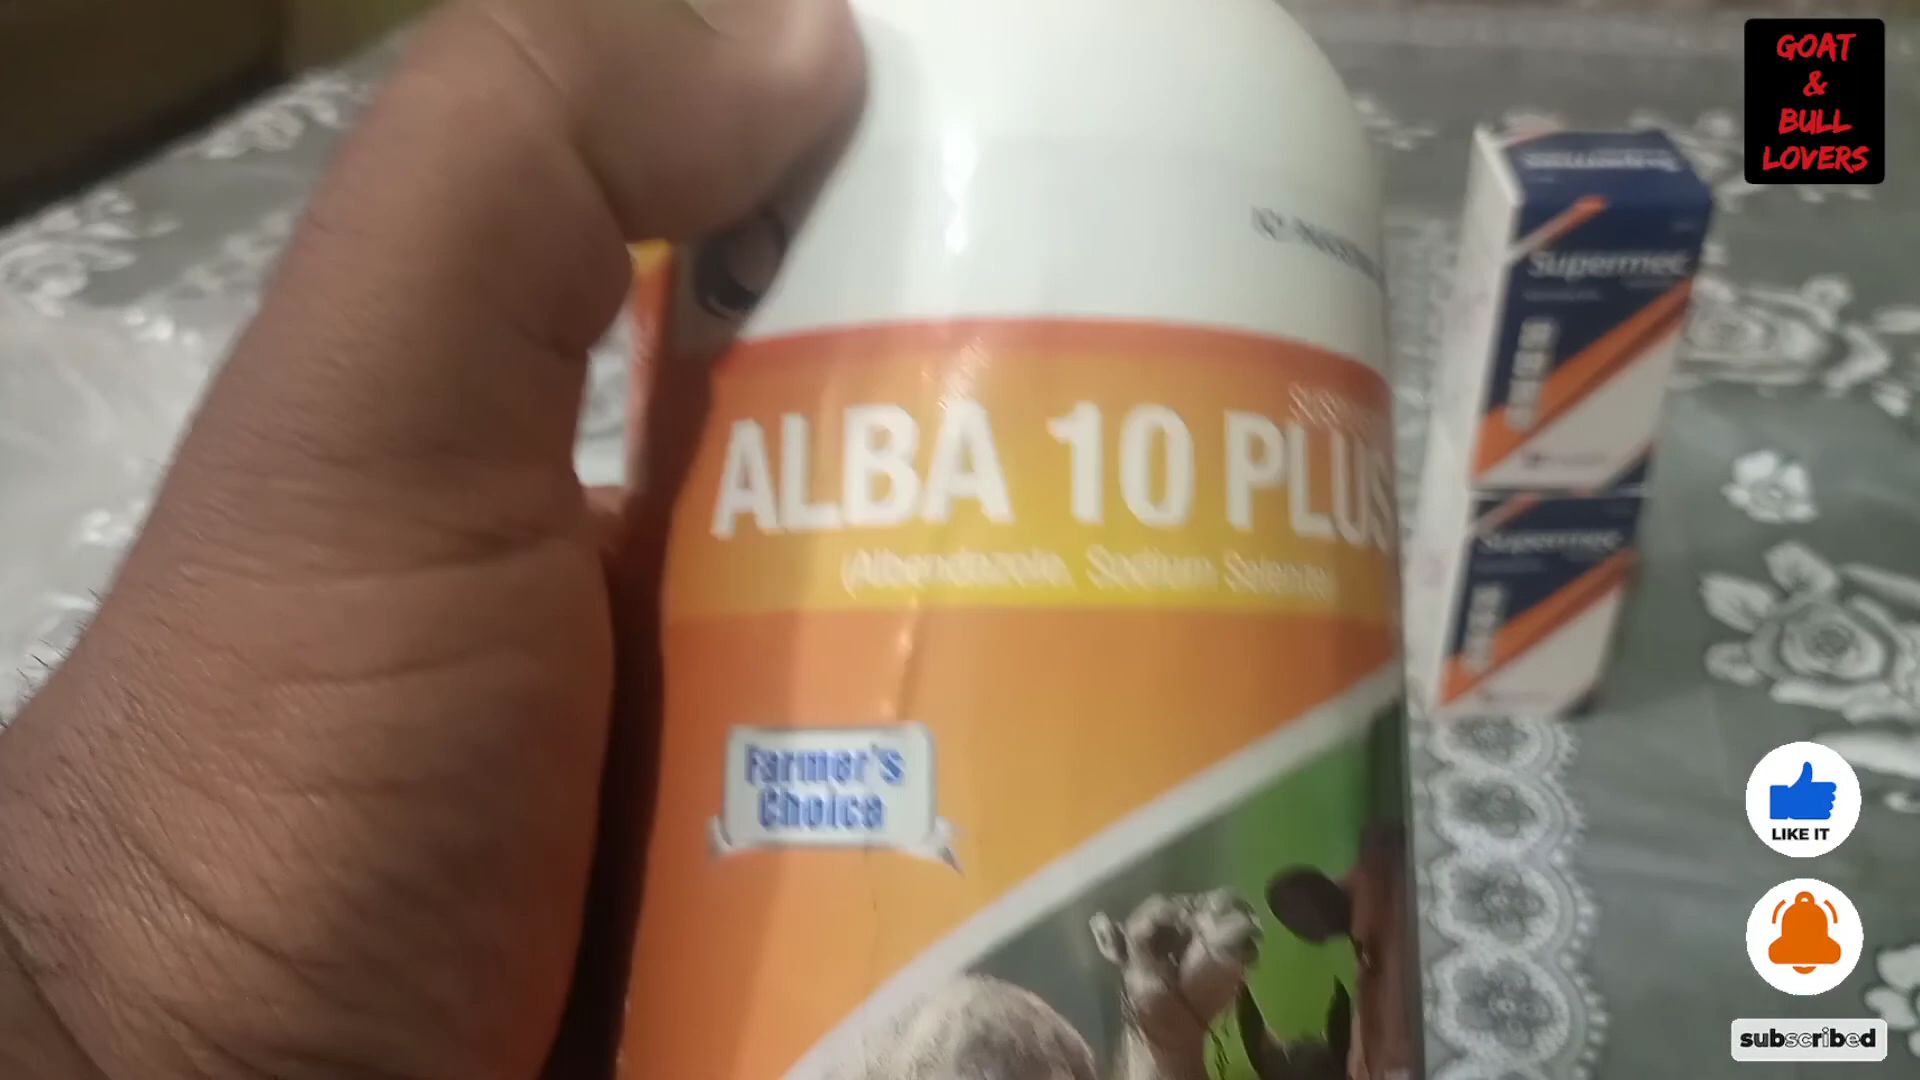 GOAT
&
BULL
LOVERS
Supermec
ALBA 10 PLUS
(Albendazole, Sodium Selenite)
Supermec
Farmer's
Choice
LIKE IT
subscribed